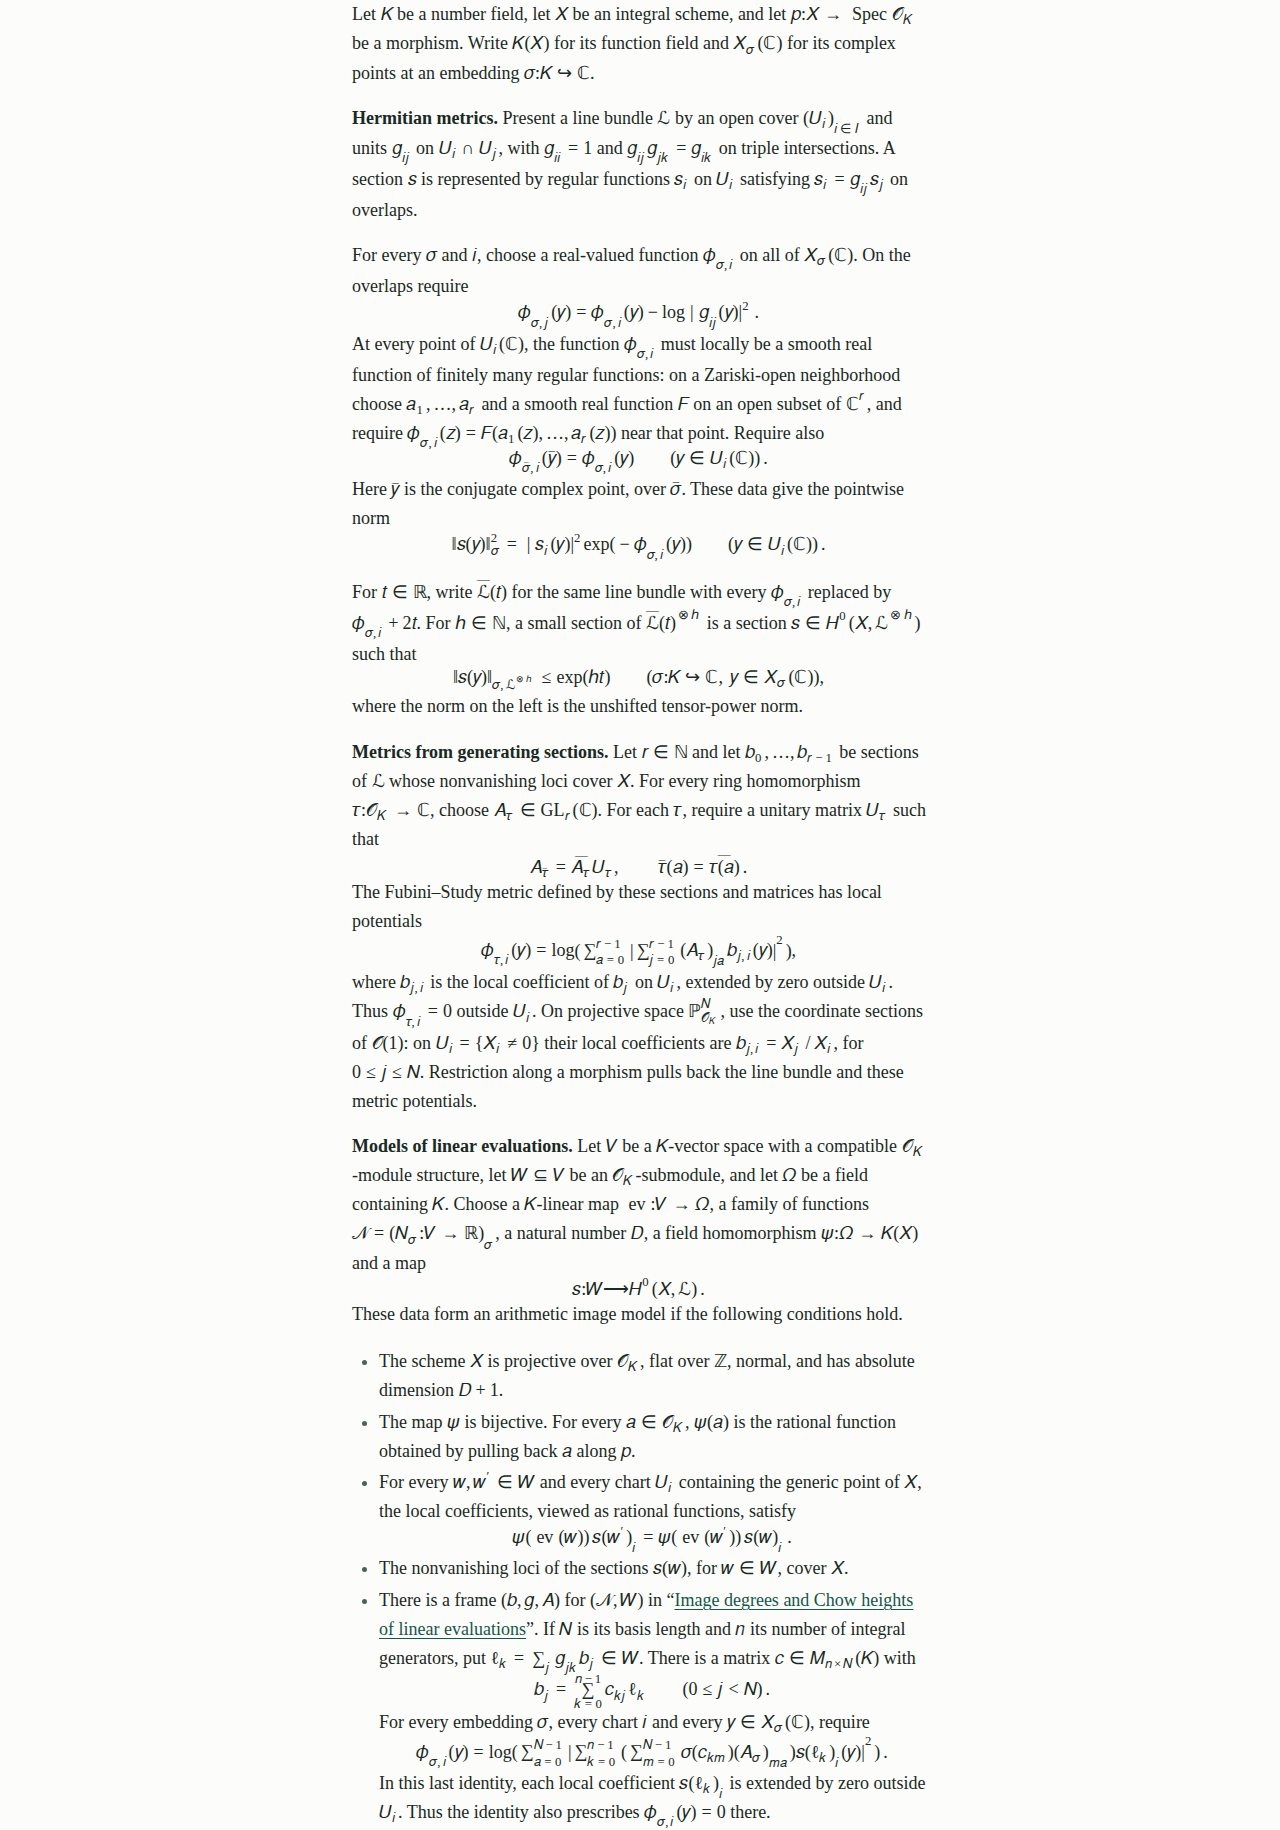 Let K be a number field, let X be an integral scheme, and let p:X → Spec 𝒪_K
be a morphism. Write K(X) for its function field and X_σ(ℂ) for its complex
points at an embedding σ:K ↪ ℂ.
Hermitian metrics. Present a line bundle ℒ by an open cover (U_i)_{i∈I} and
units g_{ij} on U_i ∩ U_j, with g_{ii} = 1 and g_{ij}g_{jk} = g_{ik} on triple intersections. A
section s is represented by regular functions s_i on U_i satisfying s_i = g_{ij}s_j on
overlaps.
For every σ and i, choose a real-valued function ϕ_{σ,i} on all of X_σ(ℂ). On the
overlaps require
ϕ_{σ,j}(y) = ϕ_{σ,i}(y) − log | g_{ij}(y)|^2 .
At every point of U_i(ℂ), the function ϕ_{σ,i} must locally be a smooth real
function of finitely many regular functions: on a Zariski-open neighborhood
choose a_1,…,a_r and a smooth real function F on an open subset of ℂ^r, and
require ϕ_{σ,i}(z) = F(a_1(z),…,a_r(z)) near that point. Require also
ϕ_{σ̄,i}(ȳ) = ϕ_{σ,i}(y) (y ∈ U_i(ℂ)) .
Here ȳ is the conjugate complex point, over σ̄. These data give the pointwise
norm
‖s(y)‖_σ^2 = | s_i(y)|^2 exp( − ϕ_{σ,i}(y)) (y ∈ U_i(ℂ)) .
For t ∈ ℝ, write ℒ̅(t) for the same line bundle with every ϕ_{σ,i} replaced by
ϕ_{σ,i} + 2t. For h ∈ ℕ, a small section of ℒ̅(t)^{⊗h} is a section s ∈ H^0(X,ℒ^{⊗h})
such that
‖s(y)‖_{σ,ℒ^{⊗h}} ≤ exp(ht) (σ:K ↪ ℂ, y ∈ X_σ(ℂ)),
where the norm on the left is the unshifted tensor-power norm.
Metrics from generating sections. Let r ∈ ℕ and let b_0,…,b_{r−1} be sections
of ℒ whose nonvanishing loci cover X. For every ring homomorphism
τ:𝒪_K → ℂ, choose A_τ ∈ GL_r(ℂ). For each τ, require a unitary matrix U_τ such
that
A_{τ̄} = \overline{A_τ}U_τ, τ̄(a) = \overline{τ(a)} .
The Fubini–Study metric defined by these sections and matrices has local
potentials
ϕ_{τ,i}(y) = log( ∑_{a=0}^{r−1} | ∑_{j=0}^{r−1} (A_τ)_{ja} b_{j,i}(y)|^2 ),
where b_{j,i} is the local coefficient of b_j on U_i, extended by zero outside U_i.
Thus ϕ_{τ,i} = 0 outside U_i. On projective space ℙ_{𝒪_K}^N, use the coordinate sections
of 𝒪(1): on U_i = {X_i ≠ 0} their local coefficients are b_{j,i} = X_j / X_i, for
0 ≤ j ≤ N. Restriction along a morphism pulls back the line bundle and these
metric potentials.
Models of linear evaluations. Let V be a K-vector space with a compatible 𝒪_K
-module structure, let W ⊆ V be an 𝒪_K-submodule, and let Ω be a field
containing K. Choose a K-linear map ev :V → Ω, a family of functions
𝒩 = (N_σ:V → ℝ)_σ, a natural number D, a field homomorphism ψ:Ω → K(X)
and a map
s:W⟶H^0(X,ℒ) .
These data form an arithmetic image model if the following conditions hold.
• The scheme X is projective over 𝒪_K, flat over ℤ, normal, and has absolute
dimension D + 1.
• The map ψ is bijective. For every a ∈ 𝒪_K, ψ(a) is the rational function
obtained by pulling back a along p.
• For every w,w′ ∈ W and every chart U_i containing the generic point of X,
the local coefficients, viewed as rational functions, satisfy
ψ( ev (w)) s(w′)_i = ψ( ev (w′)) s(w)_i .
• The nonvanishing loci of the sections s(w), for w ∈ W, cover X.
• There is a frame (b,g,A) for (𝒩,W) in “Image degrees and Chow heights
of linear evaluations”. If N is its basis length and n its number of integral
generators, put ℓ_k = ∑_j g_{jk}b_j ∈ W. There is a matrix c ∈ M_{n×N}(K) with
b_j = ∑_{k=0}^{n−1} c_{kj} ℓ_k (0 ≤ j < N) .
For every embedding σ, every chart i and every y ∈ X_σ(ℂ), require
ϕ_{σ,i}(y) = log( ∑_{a=0}^{N−1} | ∑_{k=0}^{n−1} ( ∑_{m=0}^{N−1} σ(c_{km})(A_σ)_{ma})s(ℓ_k)_i(y)|^2 ) .
In this last identity, each local coefficient s(ℓ_k)_i is extended by zero outside
U_i. Thus the identity also prescribes ϕ_{σ,i}(y) = 0 there.